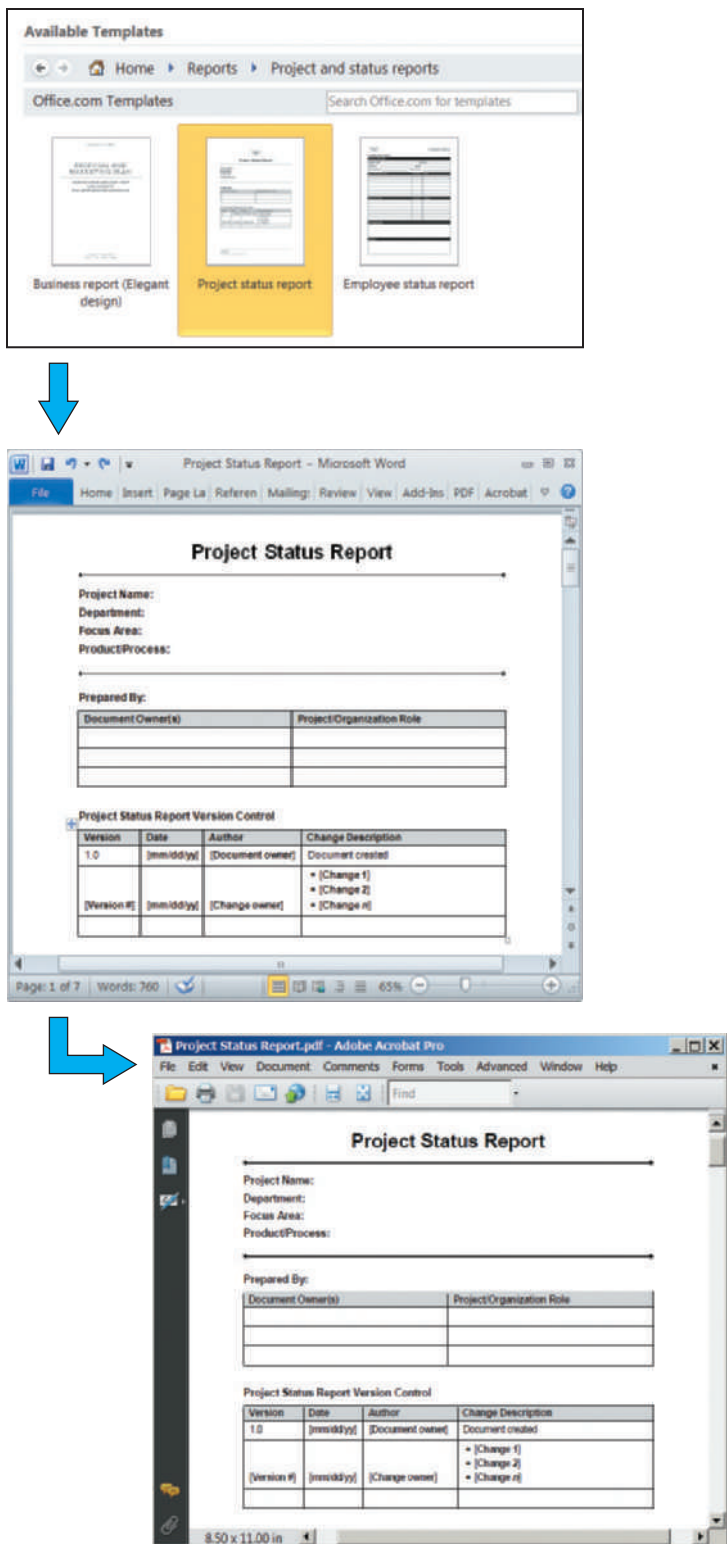 Available Templates
Home Reports Project and status reports
Office.com Templates Search Office.com for templates
PROPOSAL AND
MARKETING PLAN
Business report (Elegant design) Project status report Employee status report
Project Status Report - Microsoft Word
File Home Insert Page La Referen Mailing: Review View Add-Ins PDF Acrobat
Project Status Report
Project Name:
Department:
Focus Area:
Product/Process:
Prepared By:
Document Owner(s) Project/Organization Role
Project Status Report Version Control
Version Date Author Change Description
1.0 [mm/dd/yy] [Document owner] Document created
• [Change 1]
• [Change 2]
[Version #] [mm/dd/yy] [Change owner] • [Change n]
Page: 1 of 7 Words: 760 65%
Project Status Report.pdf - Adobe Acrobat Pro
File Edit View Document Comments Forms Tools Advanced Window Help
Find
Project Status Report
Project Name:
Department:
Focus Area:
Product/Process:
Prepared By:
Document Owner(s) Project/Organization Role
Project Status Report Version Control
Version Date Author Change Description
1.0 [mm/dd/yy] [Document owner] Document created
• [Change 1]
• [Change 2]
[Version #] [mm/dd/yy] [Change owner] • [Change n]
8.50 x 11.00 in